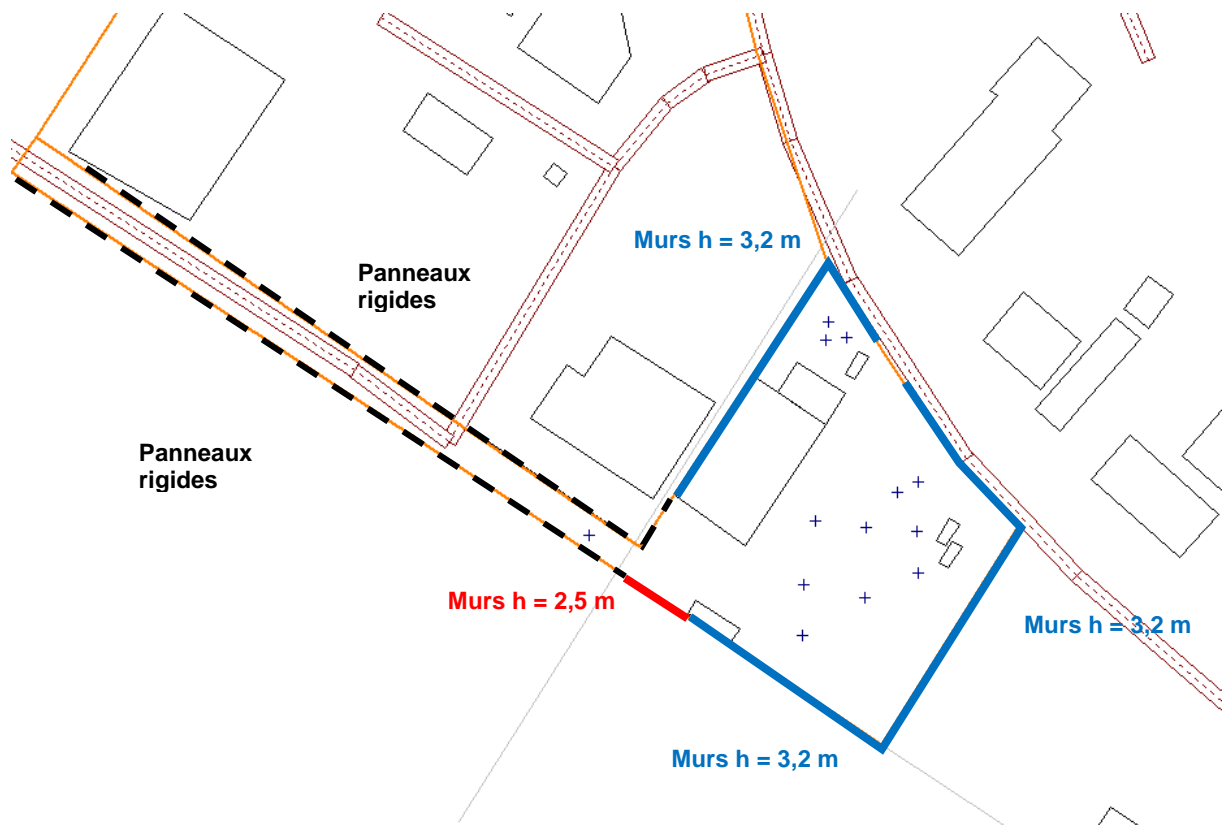 Murs h = 3,2 m
Panneaux
rigides
Panneaux
rigides
Murs h = 2,5 m
Murs h = 3,2 m
Murs h = 3,2 m